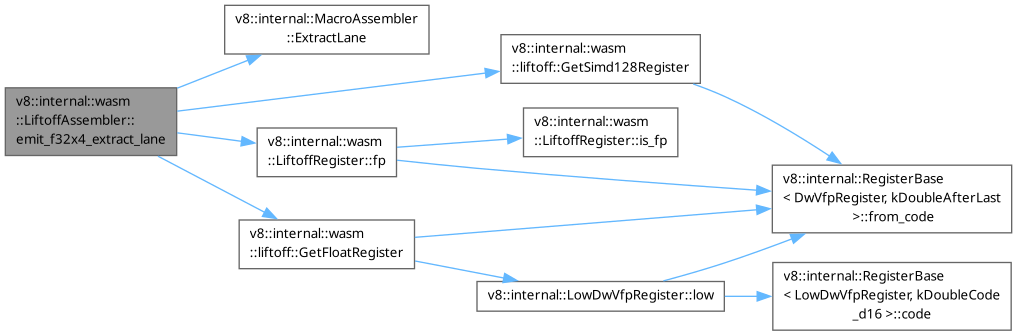 v8::internal::MacroAssembler
::ExtractLane
v8::internal::wasm
::liftoff::GetSimd128Register
v8::internal::wasm
::LiftoffAssembler::
emit_f32x4_extract_lane
v8::internal::wasm
::LiftoffRegister::is_fp
v8::internal::wasm
::LiftoffRegister::fp
v8::internal::RegisterBase
< DwVfpRegister, kDoubleAfterLast
>::from_code
v8::internal::wasm
::liftoff::GetFloatRegister
v8::internal::LowDwVfpRegister::low
v8::internal::RegisterBase
< LowDwVfpRegister, kDoubleCode
_d16 >::code